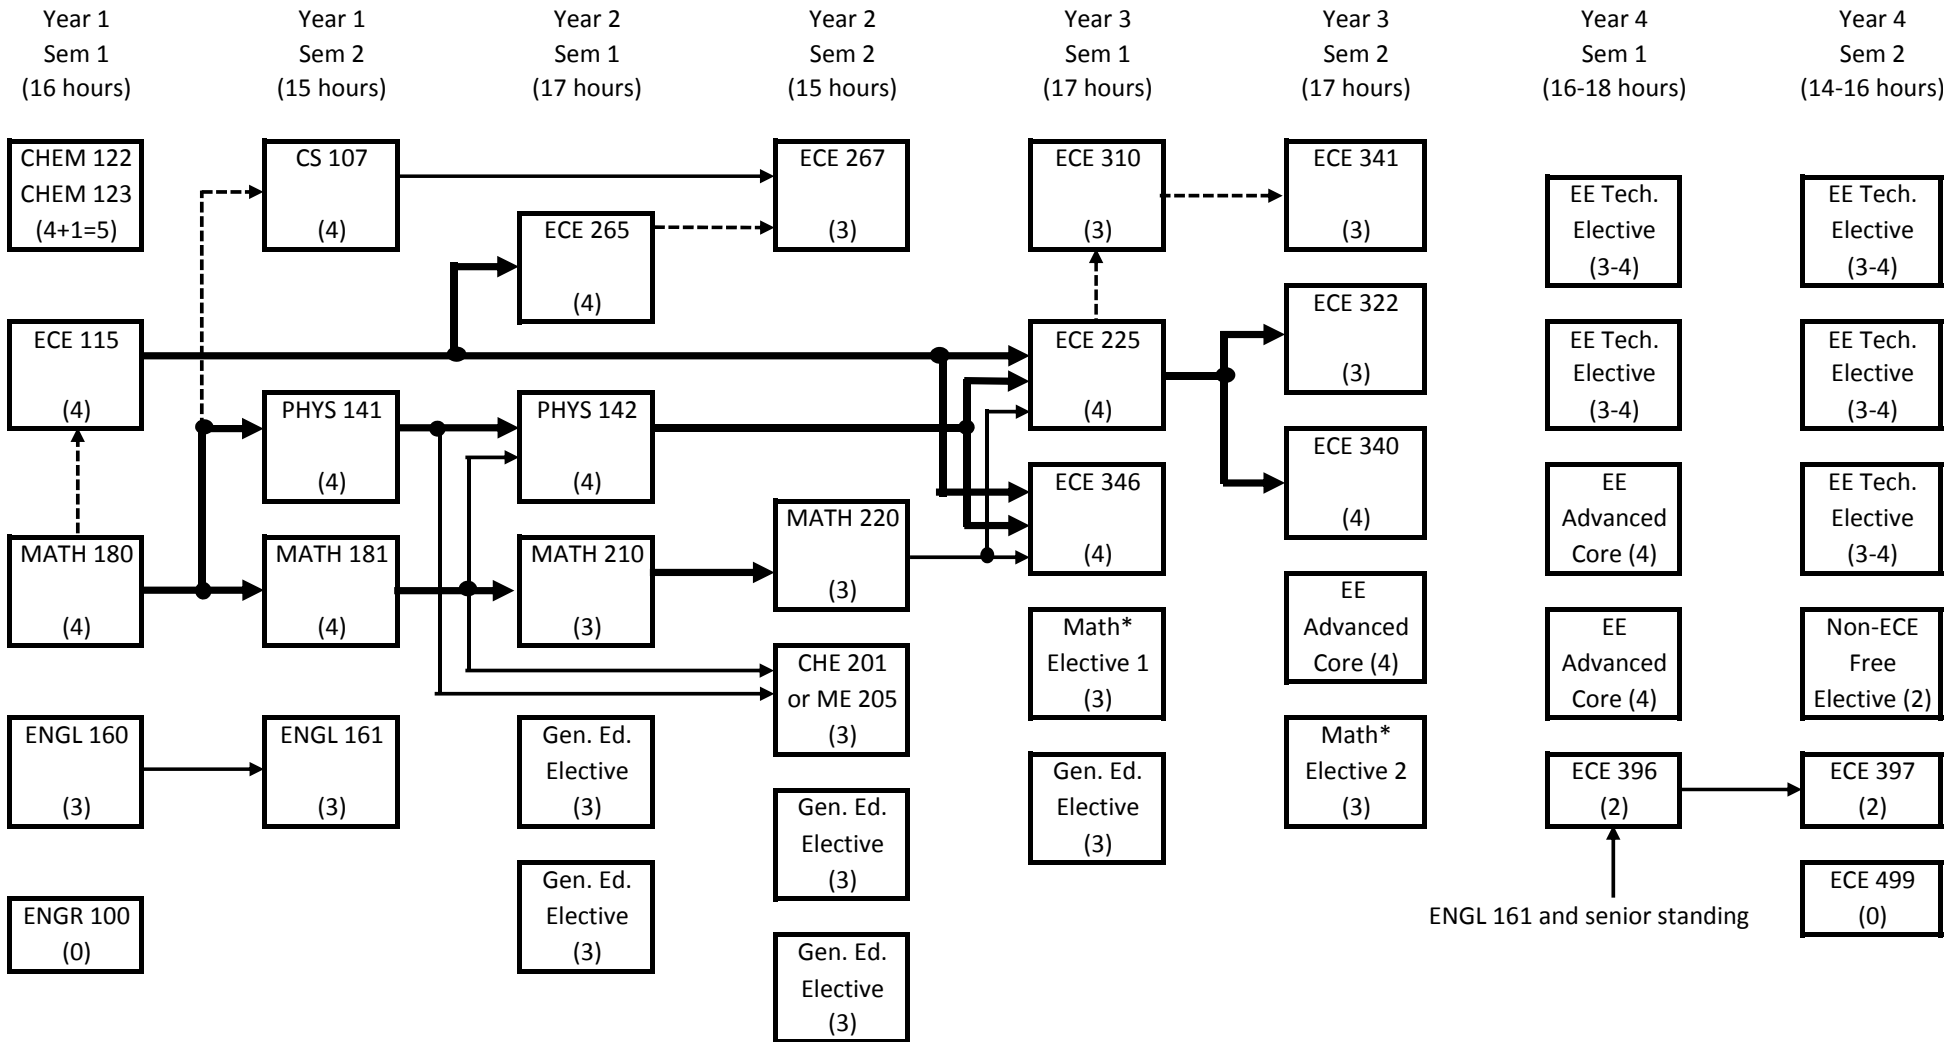 Year 1
Sem 1
(16 hours)
Year 1
Sem 2
(15 hours)
Year 2
Sem 1
(17 hours)
Year 2
Sem 2
(15 hours)
Year 3
Sem 1
(17 hours)
Year 3
Sem 2
(17 hours)
Year 4
Sem 1
(16-18 hours)
Year 4
Sem 2
(14-16 hours)
CHEM 122
CHEM 123
(4+1=5)
ECE 115
(4)
MATH 180
(4)
ENGL 160
(3)
ENGR 100
(0)
CS 107
(4)
PHYS 141
(4)
MATH 181
(4)
ENGL 161
(3)
ECE 265
(4)
PHYS 142
(4)
MATH 210
(3)
Gen. Ed.
Elective
(3)
Gen. Ed.
Elective
(3)
ECE 267
(3)
MATH 220
(3)
CHE 201
or ME 205
(3)
Gen. Ed.
Elective
(3)
Gen. Ed.
Elective
(3)
ECE 310
(3)
ECE 225
(4)
ECE 346
(4)
Math*
Elective 1
(3)
Gen. Ed.
Elective
(3)
ECE 341
(3)
ECE 322
(3)
ECE 340
(4)
EE
Advanced
Core (4)
Math*
Elective 2
(3)
EE Tech.
Elective
(3-4)
EE Tech.
Elective
(3-4)
EE
Advanced
Core (4)
EE
Advanced
Core (4)
ECE 396
(2)
ENGL 161 and senior standing
EE Tech.
Elective
(3-4)
EE Tech.
Elective
(3-4)
EE Tech.
Elective
(3-4)
Non-ECE
Free
Elective (2)
ECE 397
(2)
ECE 499
(0)